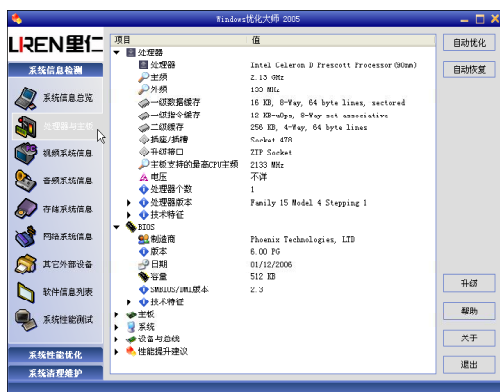 Windows优化大师 2005
LIREN里仁
系统信息检测
系统信息总览
处理器与主板
视频系统信息
音频系统信息
存储系统信息
网络系统信息
其它外部设备
软件信息列表
系统性能测试
系统性能优化
系统清理维护
项目 值
处理器
处理器 Intel Celeron D Prescott Processor(90nm)
主频 2.13 GHz
外频 133 MHz
一级数据缓存 16 KB, 8-Way, 64 byte lines, sectored
一级指令缓存 12 KB-uOps, 8-Way set associative
二级缓存 256 KB, 4-Way, 64 byte lines
插座/插槽 Socket 478
升级接口 ZIF Socket
主板支持的最高CPU主频 2133 MHz
电压 不详
处理器个数 1
处理器版本 Family 15 Model 4 Stepping 1
技术特征
BIOS
制造商 Phoenix Technologies, LTD
版本 6.00 PG
日期 01/12/2006
容量 512 KB
SMBIOS/DMI版本 2.3
技术特征
主板
系统
设备与总线
性能提升建议
自动优化
自动恢复
升级
帮助
关于
退出